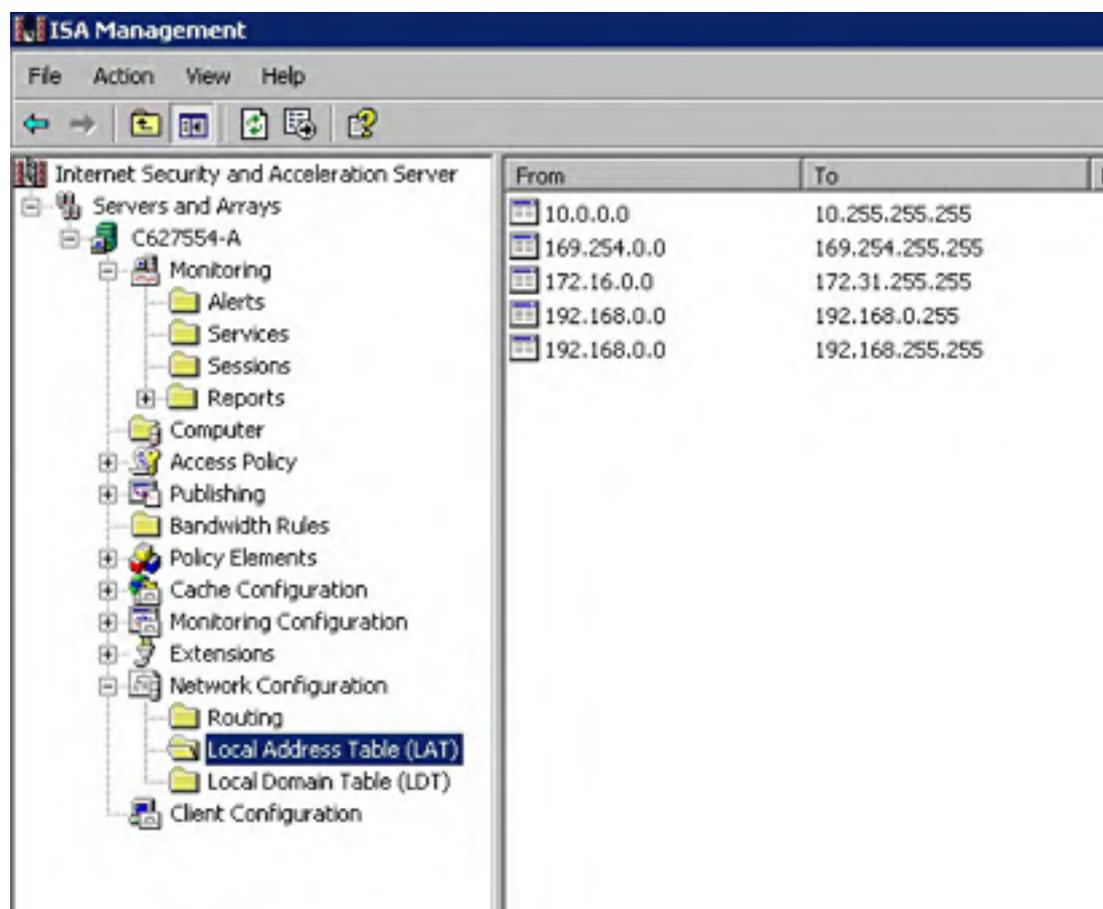 ISA Management
File Action View Help
Internet Security and Acceleration Server
Servers and Arrays
C627554-A
Monitoring
Alerts
Services
Sessions
Reports
Computer
Access Policy
Publishing
Bandwidth Rules
Policy Elements
Cache Configuration
Monitoring Configuration
Extensions
Network Configuration
Routing
Local Address Table (LAT)
Local Domain Table (LDT)
Client Configuration
From To
10.0.0.0 10.255.255.255
169.254.0.0 169.254.255.255
172.16.0.0 172.31.255.255
192.168.0.0 192.168.0.255
192.168.0.0 192.168.255.255